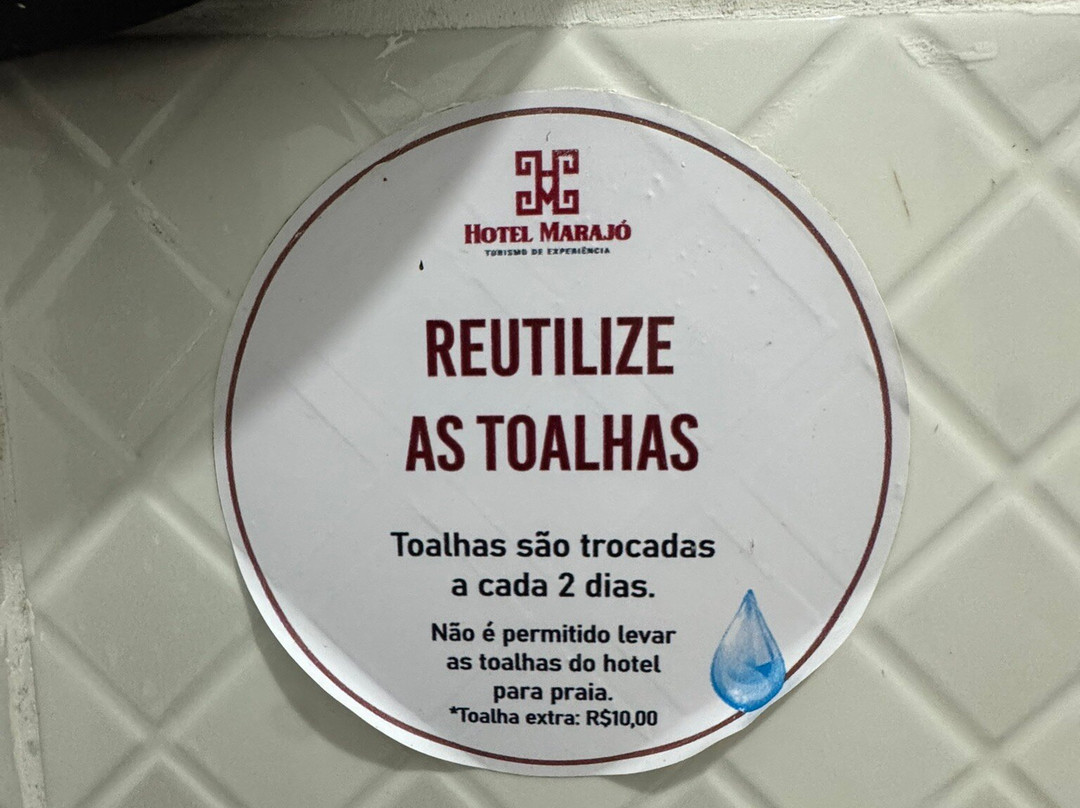 HOTEL MARAJÓ
TURISMO DE EXPERIÊNCIA
REUTILIZE
AS TOALHAS
Toalhas são trocadas
a cada 2 dias.
Não é permitido levar
as toalhas do hotel
para praia.
*Toalha extra: R$10,00